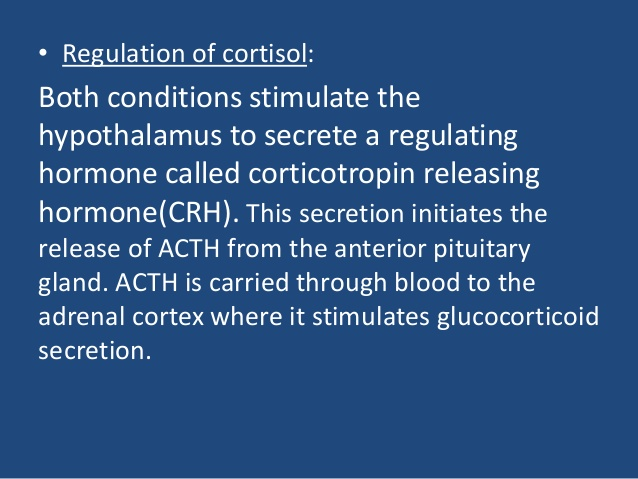 • Regulation of cortisol:
Both conditions stimulate the
hypothalamus to secrete a regulating
hormone called corticotropin releasing
hormone(CRH). This secretion initiates the
release of ACTH from the anterior pituitary
gland. ACTH is carried through blood to the
adrenal cortex where it stimulates glucocorticoid
secretion.